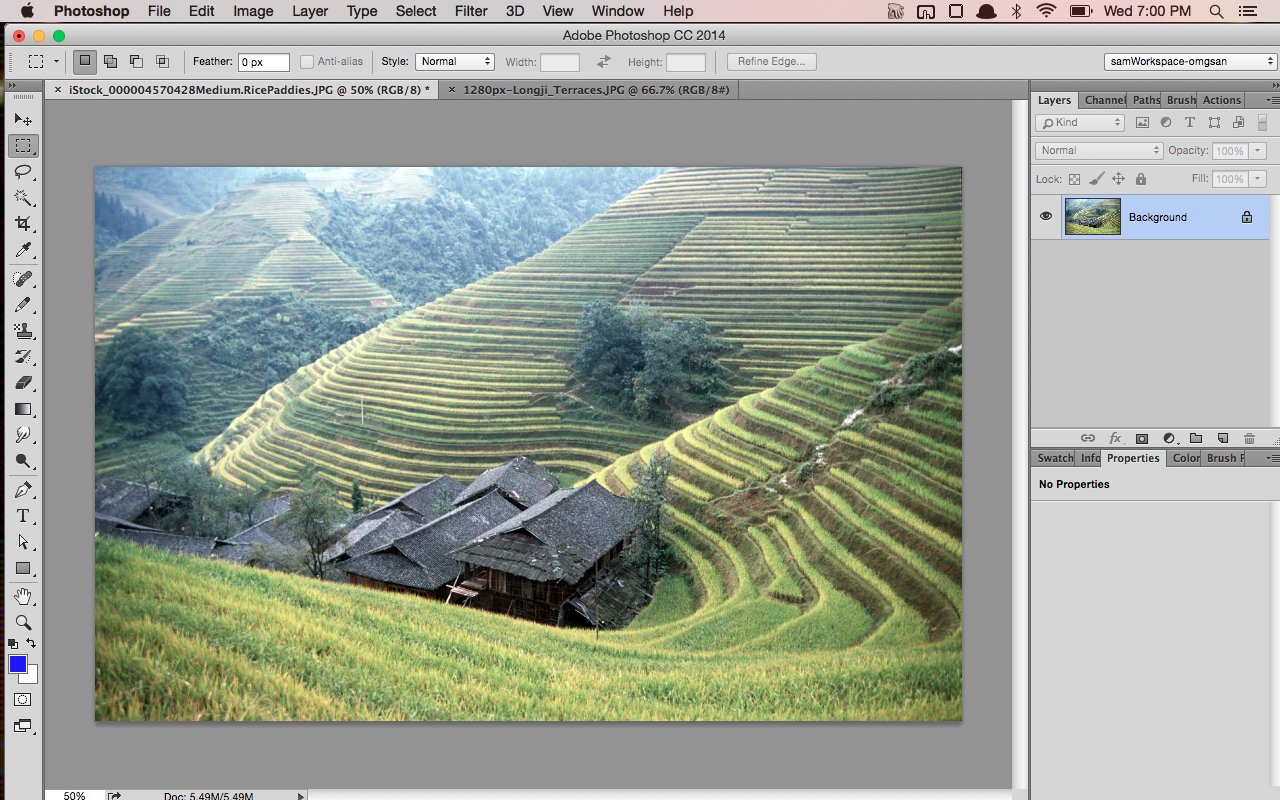 Photoshop File Edit Image Layer Type Select Filter 3D View Window Help Wed 7:00 PM
Adobe Photoshop CC 2014
Feather: 0 px Anti-alias Style: Normal Width: Height: Refine Edge... samWorkspace-omgsan
× iStock_000004570428Medium.RicePaddies.JPG @ 50% (RGB/8) * × 1280px-Longji_Terraces.JPG @ 66.7% (RGB/8#)
Layers Channel Paths Brush Actions
Kind
Normal Opacity: 100%
Lock: Fill: 100%
Background
fx
Swatch Info Properties Color Brush P
No Properties
T
50% Doc: 5.49M/5.49M